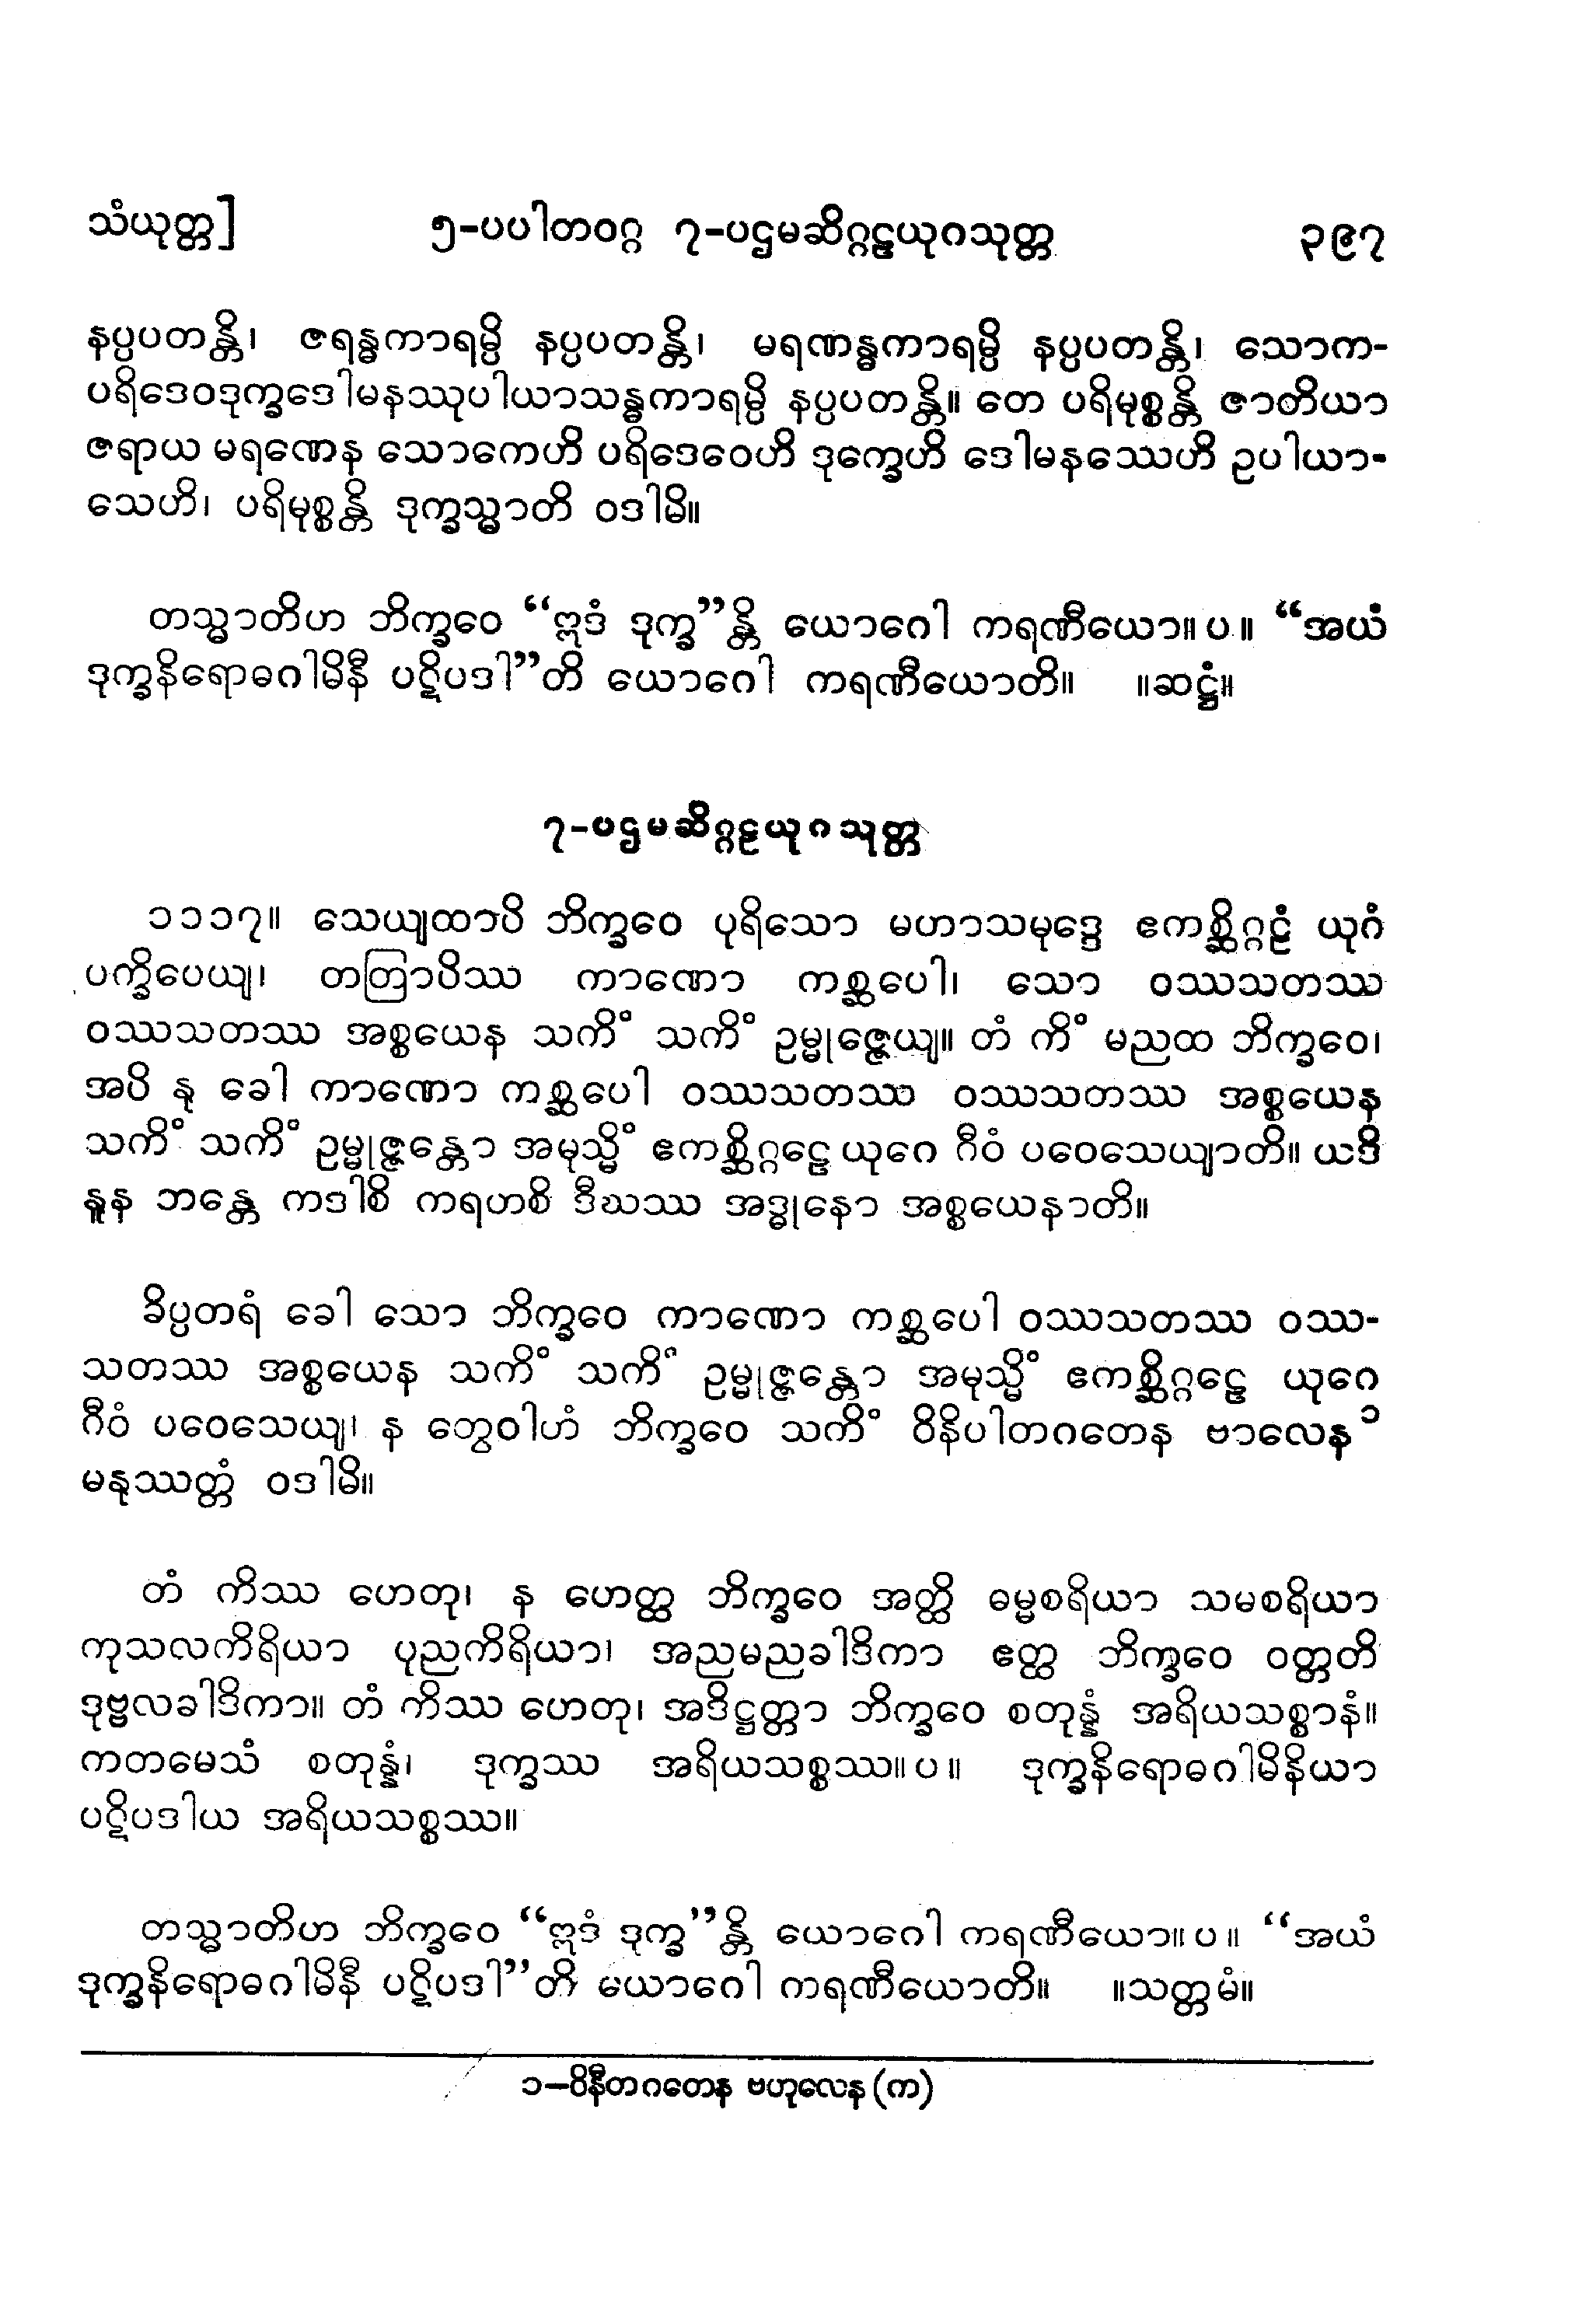 သံယုတ္တ] ၅-ပပါတဝဂ္ဂ ၇-ပဌမဆိဂ္ဂဠယုဂသုတ္တ ၃၉၇
နပ္ပပတန္တိ၊ ဇရန္ဓကာရမ္ပိ နပ္ပပတန္တိ၊ မရဏန္ဓကာရမ္ပိ နပ္ပပတန္တိ၊ သောက-
ပရိဒေဝဒုက္ခဒေါမနဿုပါယာသန္ဓကာရမ္ပိ နပ္ပပတန္တိ။ တေ ပရိမုစ္စန္တိ ဇာတိယာ
ဇရာယ မရဏေန သောကေဟိ ပရိဒေဝေဟိ ဒုက္ခေဟိ ဒေါမနဿေဟိ ဥပါယာ-
သေဟိ၊ ပရိမုစ္စန္တိ ဒုက္ခသ္မာတိ ဝဒါမိ။
တသ္မာတိဟ ဘိက္ခဝေ “ဣဒံ ဒုက္ခ”န္တိ ယောဂေါ ကရဏီယော။ပ။ “အယံ
ဒုက္ခနိရောဓဂါမိနီ ပဋိပဒါ”တိ ယောဂေါ ကရဏီယောတိ။ ။ဆဋ္ဌံ။
၇-ပဌမဆိဂ္ဂဠယုဂသုတ္တ
၁၁၁၇။ သေယျထာပိ ဘိက္ခဝေ ပုရိသော မဟာသမုဒ္ဒေ ဧကစ္ဆိဂ္ဂဠံ ယုဂံ
ပက္ခိပေယျ၊ တတြာပိဿ ကာဏော ကစ္ဆပေါ၊ သော ဝဿသတဿ
ဝဿသတဿ အစ္စယေန သကိံ သကိံ ဥမ္မုဇ္ဇေယျ။ တံ ကိံ မညထ ဘိက္ခဝေ၊
အပိ နု ခေါ ကာဏော ကစ္ဆပေါ ဝဿသတဿ ဝဿသတဿ အစ္စယေန
သကိံ သကိံ ဥမ္မုဇ္ဇန္တော အမုသ္မိံ ဧကစ္ဆိဂ္ဂဠေ ယုဂေ ဂီဝံ ပဝေသေယျာတိ။ ယဒိ
နူန ဘန္တေ ကဒါစိ ကရဟစိ ဒီဃဿ အဒ္ဓုနော အစ္စယေနာတိ။
ခိပ္ပတရံ ခေါ သော ဘိက္ခဝေ ကာဏော ကစ္ဆပေါ ဝဿသတဿ ဝဿ-
သတဿ အစ္စယေန သကိံ သကိံ ဥမ္မုဇ္ဇန္တော အမုသ္မိံ ဧကစ္ဆိဂ္ဂဠေ ယုဂေ
ဂီဝံ ပဝေသေယျ၊ န တွေဝါဟံ ဘိက္ခဝေ သကိံ ဝိနိပါတဂတေန ဗာလေန ၁
မနုဿတ္တံ ဝဒါမိ။
တံ ကိဿ ဟေတု၊ န ဟေတ္ထ ဘိက္ခဝေ အတ္ထိ ဓမ္မစရိယာ သမစရိယာ
ကုသလကိရိယာ ပုညကိရိယာ၊ အညမညခါဒိကာ ဧတ္ထ ဘိက္ခဝေ ဝတ္တတိ
ဒုဗ္ဗလခါဒိကာ။ တံ ကိဿ ဟေတု၊ အဒိဋ္ဌတ္တာ ဘိက္ခဝေ စတုန္နံ အရိယသစ္စာနံ။
ကတမေသံ စတုန္နံ၊ ဒုက္ခဿ အရိယသစ္စဿ။ပ။ ဒုက္ခနိရောဓဂါမိနိယာ
ပဋိပဒါယ အရိယသစ္စဿ။
တသ္မာတိဟ ဘိက္ခဝေ “ဣဒံ ဒုက္ခ”န္တိ ယောဂေါ ကရဏီယော။ပ။ “အယံ
ဒုက္ခနိရောဓဂါမိနီ ပဋိပဒါ”တိ ယောဂေါ ကရဏီယောတိ။ ။သတ္တမံ။
၁—ဝိနီတဂတေန ဗဟုလေန (က)